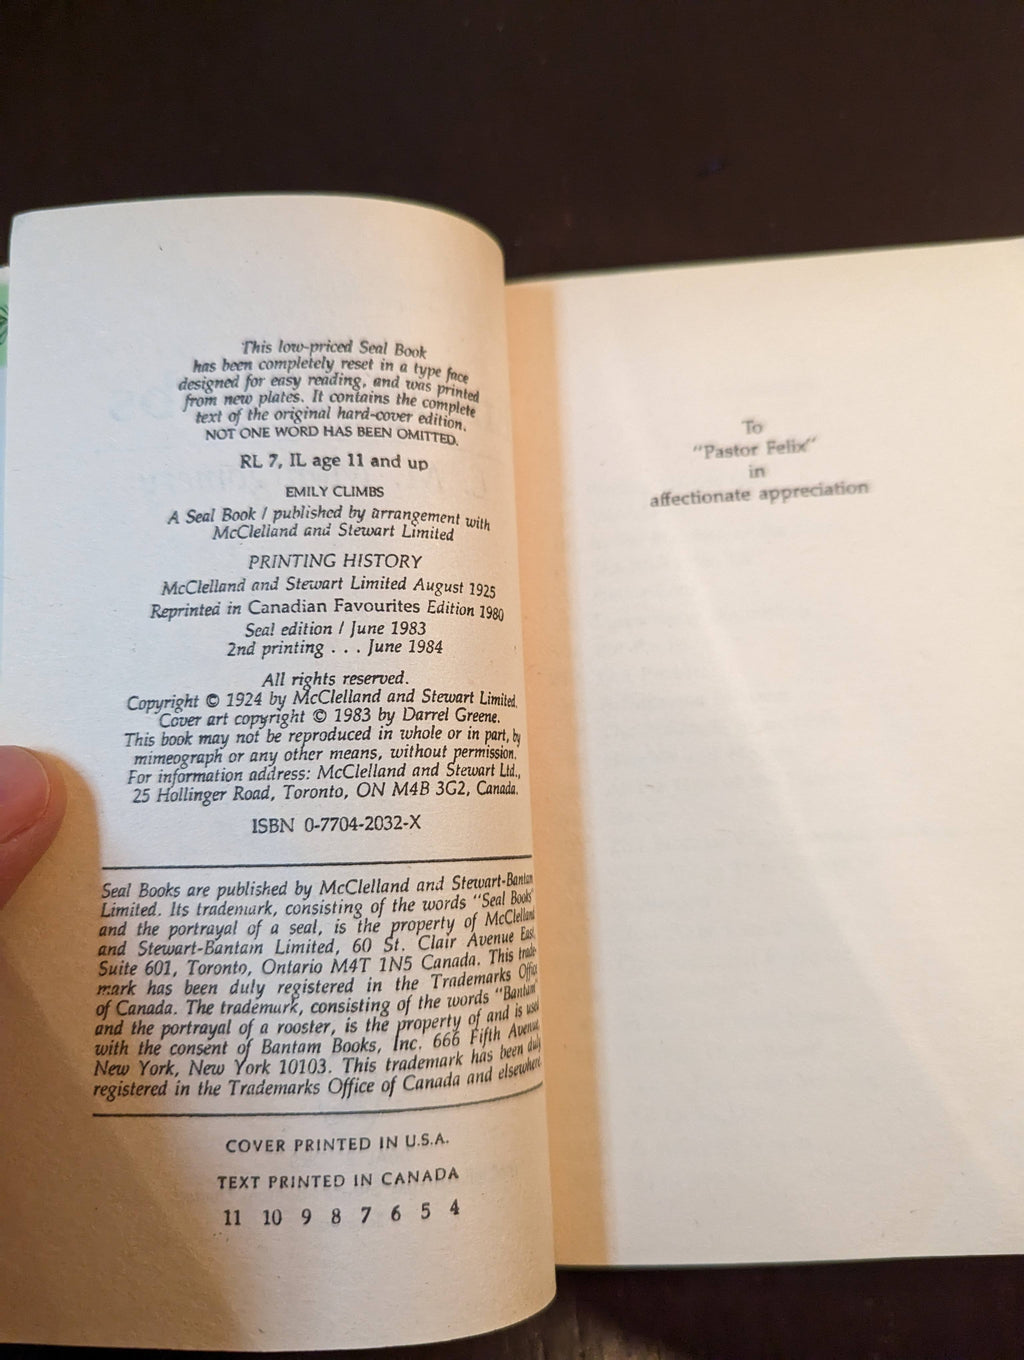 This low-priced Seal Book
has been completely reset in a type face
designed for easy reading, and was printed
from new plates. It contains the complete
text of the original hard-cover edition.
NOT ONE WORD HAS BEEN OMITTED.
RL 7, IL age 11 and up
EMILY CLIMBS
A Seal Book / published by arrangement with
McClelland and Stewart Limited
PRINTING HISTORY
McClelland and Stewart Limited August 1925
Reprinted in Canadian Favourites Edition 1980
Seal edition / June 1983
2nd printing . . . June 1984
All rights reserved.
Copyright © 1924 by McClelland and Stewart Limited.
Cover art copyright © 1983 by Darrel Greene.
This book may not be reproduced in whole or in part, by
mimeograph or any other means, without permission.
For information address: McClelland and Stewart Ltd.,
25 Hollinger Road, Toronto, ON M4B 3G2, Canada.
ISBN 0-7704-2032-X
Seal Books are published by McClelland and Stewart-Bantam
Limited. Its trademark, consisting of the words "Seal Books"
and the portrayal of a seal, is the property of McClelland
and Stewart-Bantam Limited, 60 St. Clair Avenue East,
Suite 601, Toronto, Ontario M4T 1N5 Canada. This trade-
mark has been duly registered in the Trademarks Office
of Canada. The trademark, consisting of the words "Bantam"
and the portrayal of a rooster, is the property of and is used
with the consent of Bantam Books, Inc. 666 Fifth Avenue,
New York, New York 10103. This trademark has been duly
registered in the Trademarks Office of Canada and elsewhere.
COVER PRINTED IN U.S.A.
TEXT PRINTED IN CANADA
11 10 9 8 7 6 5 4
To
"Pastor Felix"
in
affectionate appreciation